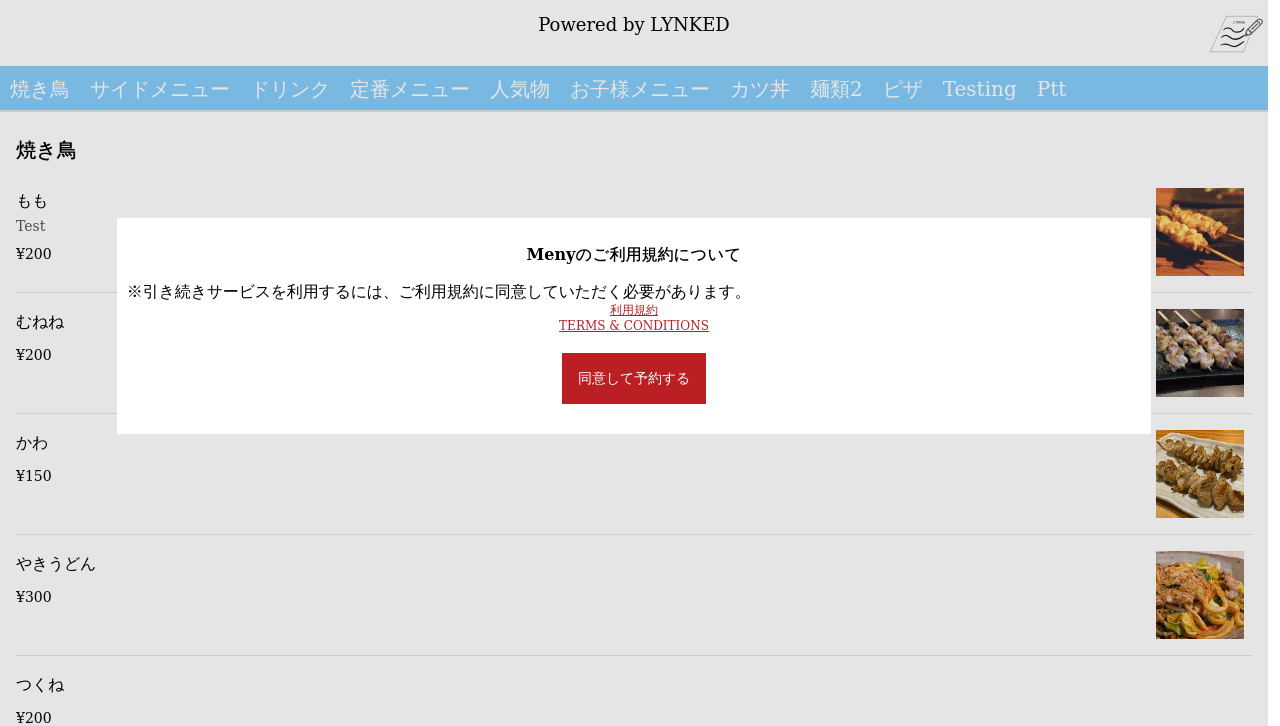 Powered by LYNKED
焼き鳥 サイドメニュー ドリンク 定番メニュー 人気物 お子様メニュー カツ丼 麺類2 ピザ Testing Ptt
焼き鳥
もも
Test
¥200
Menyのご利用規約について
※引き続きサービスを利用するには、ご利用規約に同意していただく必要があります。
利用規約
TERMS & CONDITIONS
同意して予約する
むねね
¥200
かわ
¥150
やきうどん
¥300
つくね
¥200